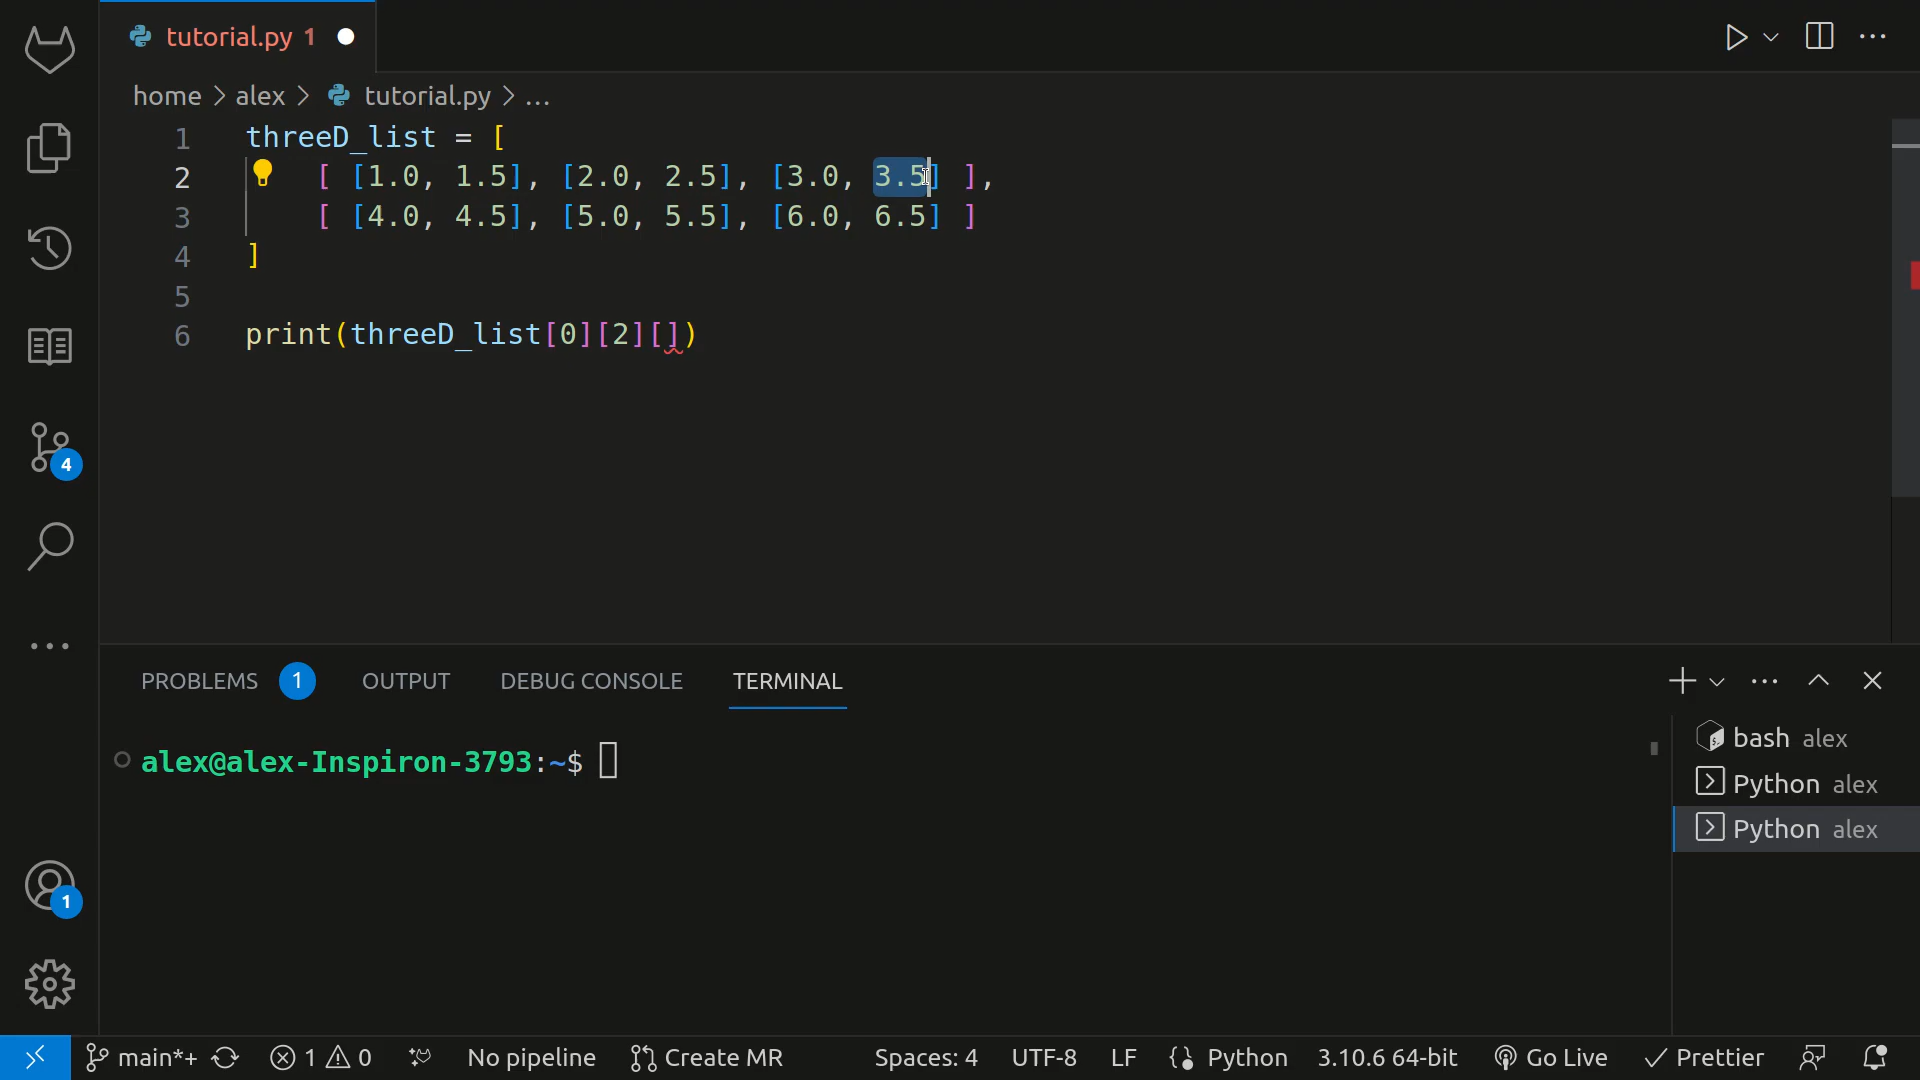 tutorial.py 1
home > alex > tutorial.py > ...
1 threeD_list = [
2 [ [1.0, 1.5], [2.0, 2.5], [3.0, 3.5] ],
3 [ [4.0, 4.5], [5.0, 5.5], [6.0, 6.5] ]
4 ]
5
6 print(threeD_list[0][2][])
4
1
PROBLEMS 1 OUTPUT DEBUG CONSOLE TERMINAL
alex@alex-Inspiron-3793:~$
bash alex
Python alex
Python alex
main*+ 1 0 No pipeline Create MR Spaces: 4 UTF-8 LF Python 3.10.6 64-bit Go Live Prettier